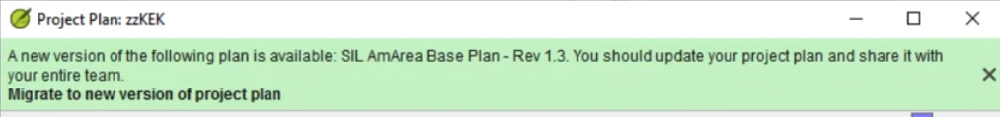 Project Plan: zzKEK
A new version of the following plan is available: SIL AmArea Base Plan - Rev 1.3. You should update your project plan and share it with
your entire team.
Migrate to new version of project plan